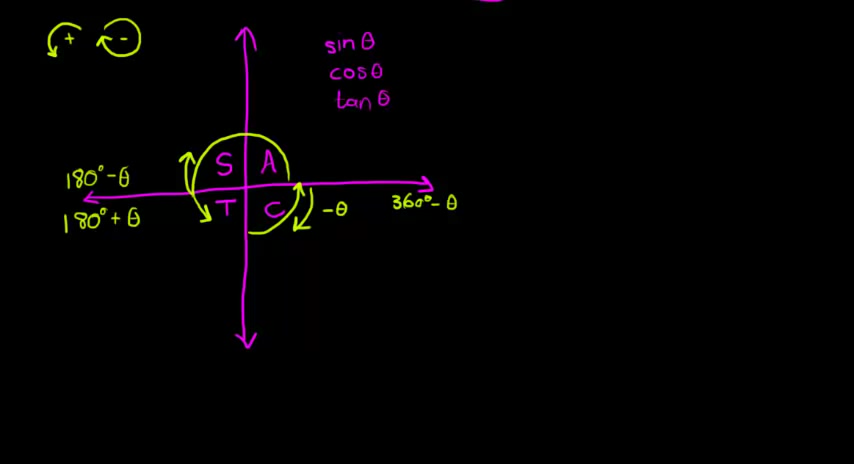 + -
sin θ
cos θ
tan θ
S A
180° - θ
T C
180° + θ
-θ
360° - θ